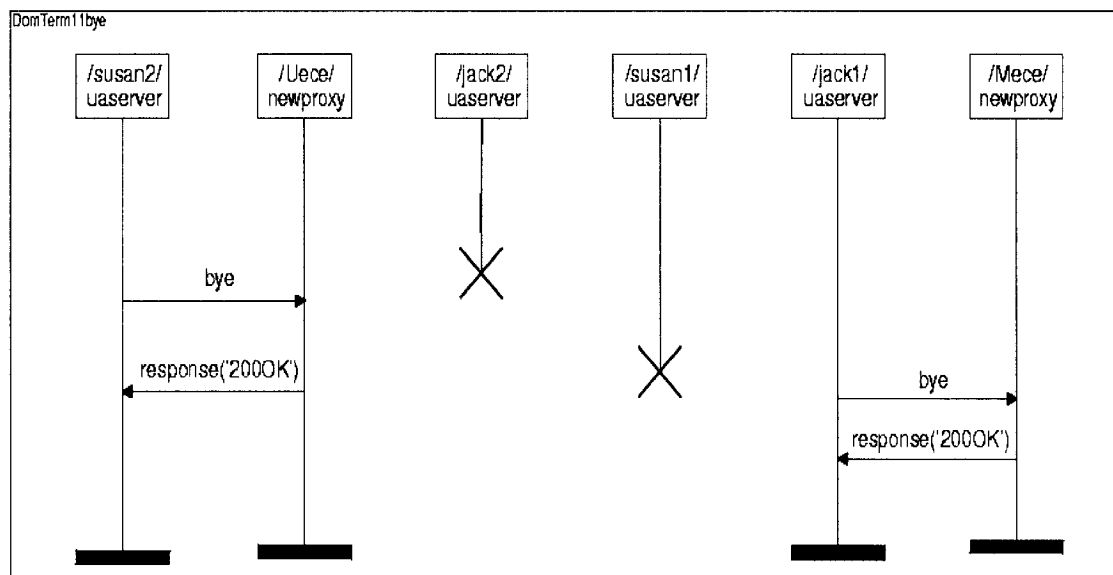 DomTerm11bye
/susan2/
uaserver
/Uece/
newproxy
/jack2/
uaserver
/susan1/
uaserver
/jack1/
uaserver
/Mece/
newproxy
bye
response('200OK')
bye
response('200OK')